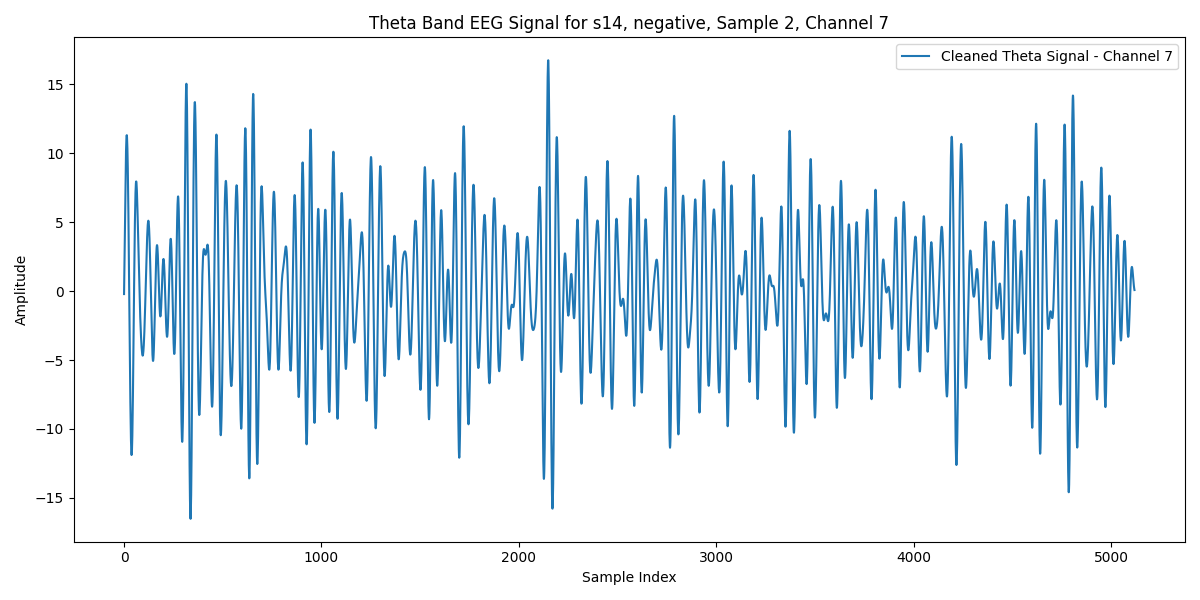 Theta Band EEG Signal for s14, negative, Sample 2, Channel 7
Cleaned Theta Signal - Channel 7
Amplitude
15
10
5
0
−5
−10
−15
0 1000 2000 3000 4000 5000
Sample Index